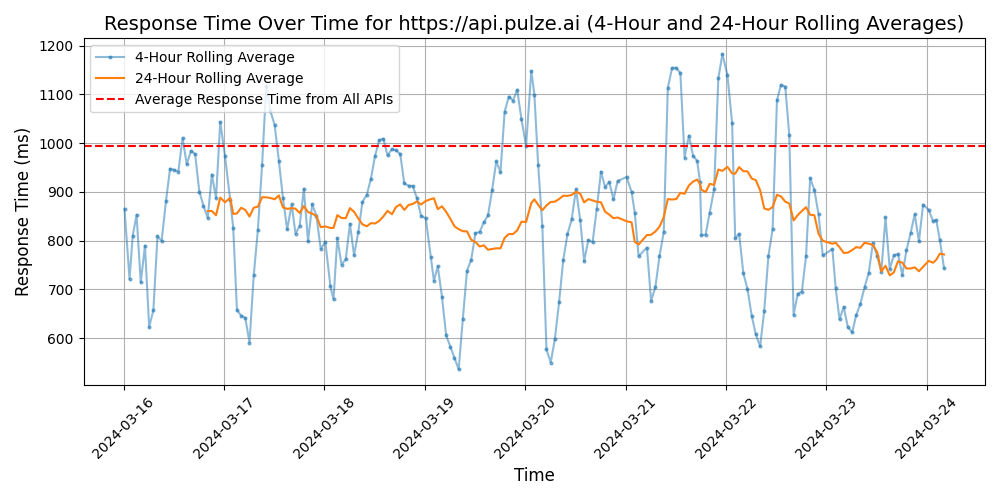 Response Time Over Time for https://api.pulze.ai (4-Hour and 24-Hour Rolling Averages)
4-Hour Rolling Average
24-Hour Rolling Average
Average Response Time from All APIs
Response Time (ms)
1200
1100
1000
900
800
700
600
2024-03-16
2024-03-17
2024-03-18
2024-03-19
2024-03-20
2024-03-21
2024-03-22
2024-03-23
2024-03-24
Time